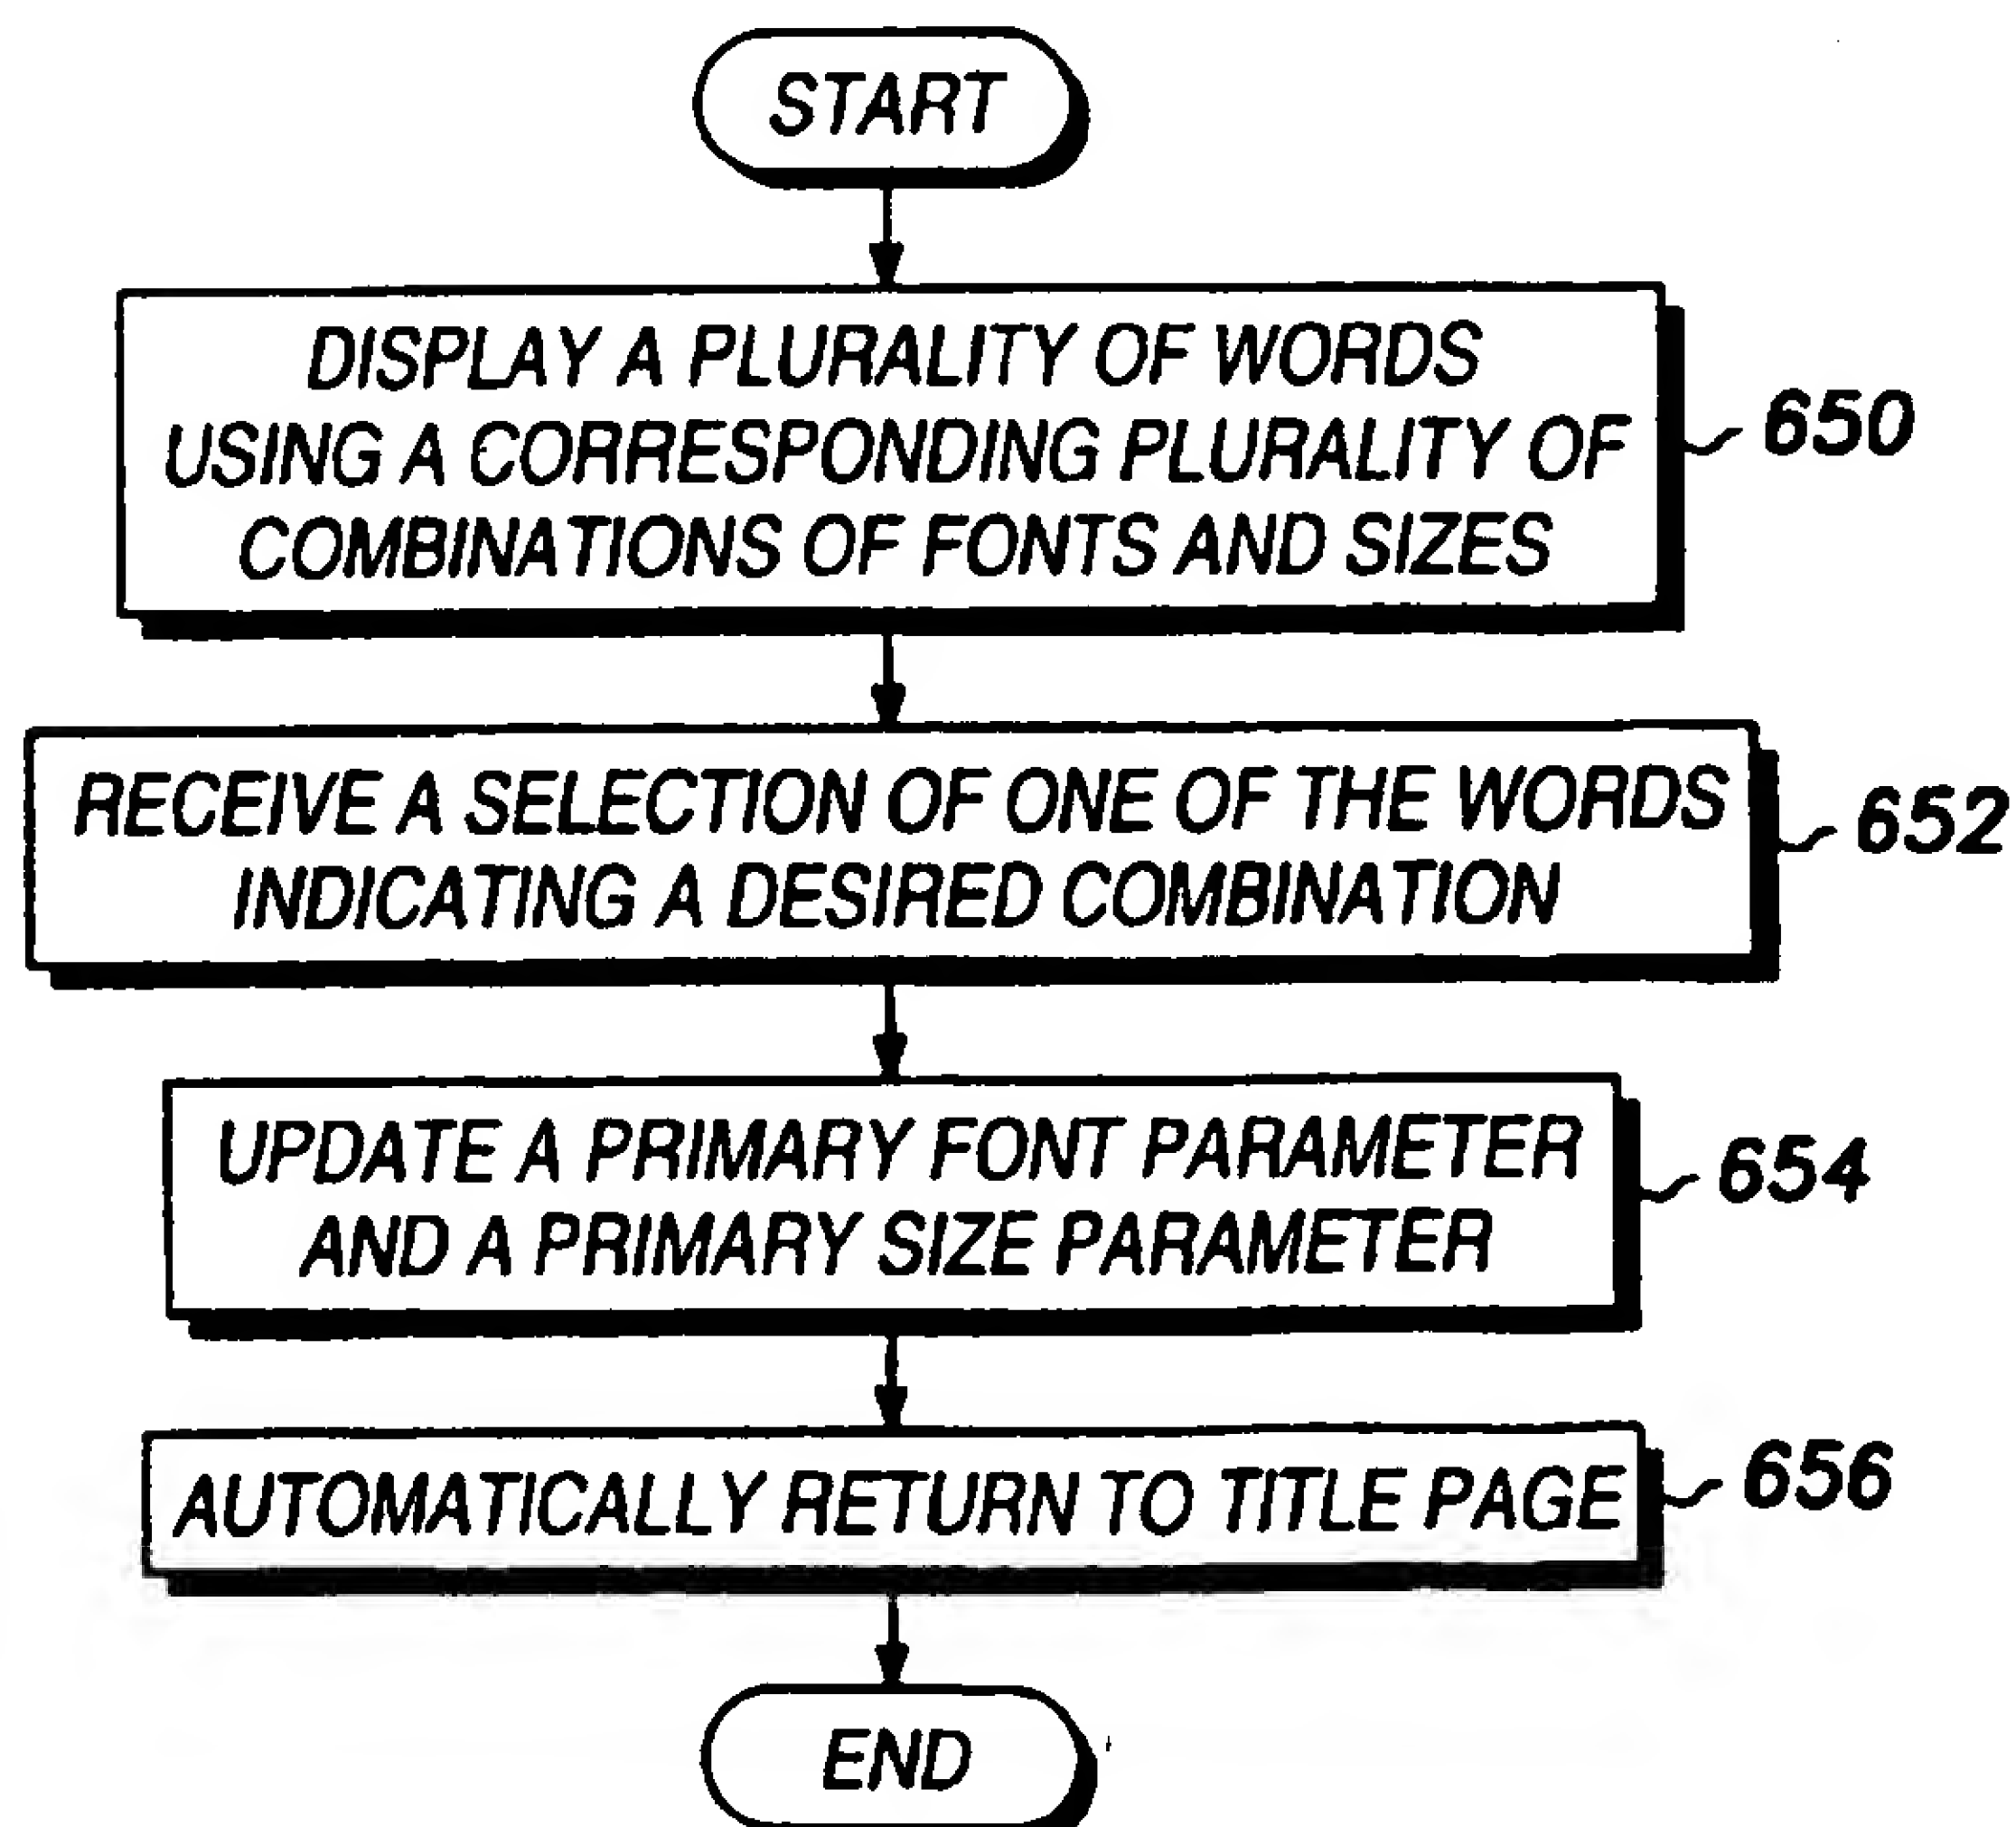 START
DISPLAY A PLURALITY OF WORDS
USING A CORRESPONDING PLURALITY OF
COMBINATIONS OF FONTS AND SIZES
650
RECEIVE A SELECTION OF ONE OF THE WORDS
INDICATING A DESIRED COMBINATION
652
UPDATE A PRIMARY FONT PARAMETER
AND A PRIMARY SIZE PARAMETER
654
AUTOMATICALLY RETURN TO TITLE PAGE
656
END